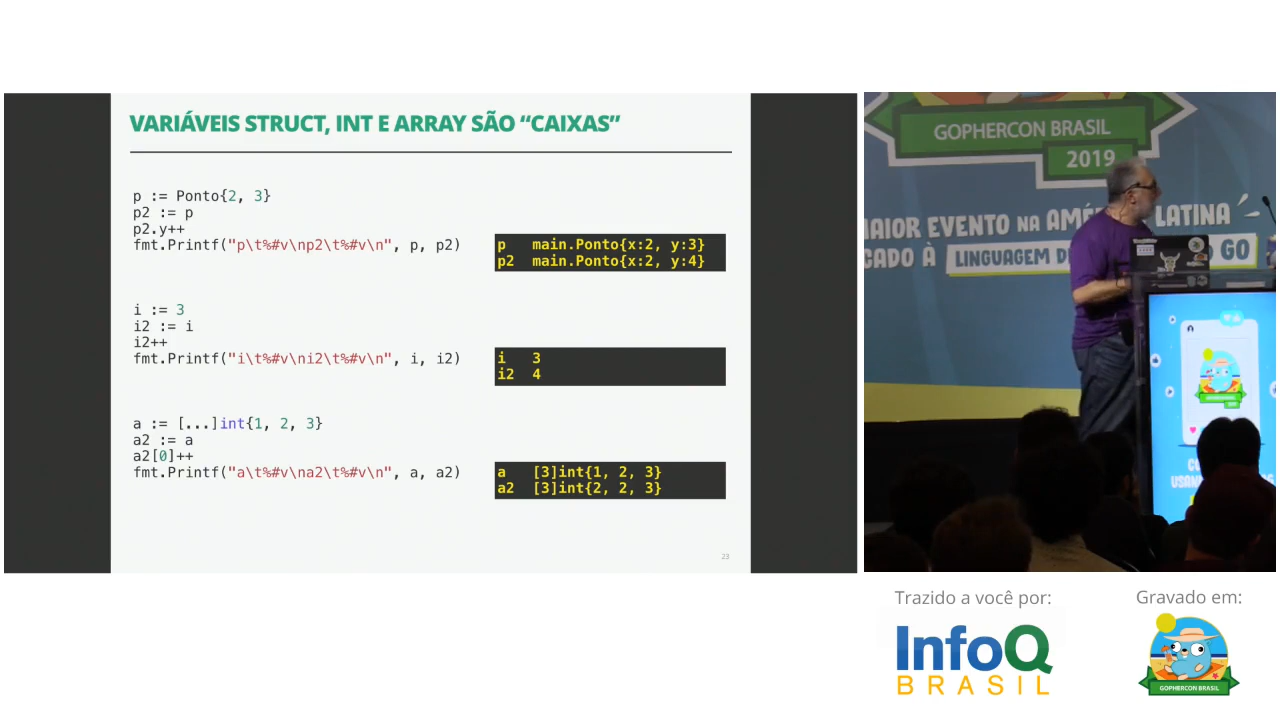 VARIÁVEIS STRUCT, INT E ARRAY SÃO “CAIXAS”
p := Ponto{2, 3}
p2 := p
p2.y++
fmt.Printf("p\t%#v\np2\t%#v\n", p, p2)
p main.Ponto{x:2, y:3}
p2 main.Ponto{x:2, y:4}
i := 3
i2 := i
i2++
fmt.Printf("i\t%#v\ni2\t%#v\n", i, i2)
i 3
i2 4
a := [...]int{1, 2, 3}
a2 := a
a2[0]++
fmt.Printf("a\t%#v\na2\t%#v\n", a, a2)
a [3]int{1, 2, 3}
a2 [3]int{2, 2, 3}
23
GOPHERCON BRASIL
2019
MAIOR EVENTO NA AMÉ LATINA
CADO À LINGUAGEM D GO
USAN
Trazido a você por:
InfoQ
BRASIL
Gravado em:
GOPHERCON BRASIL